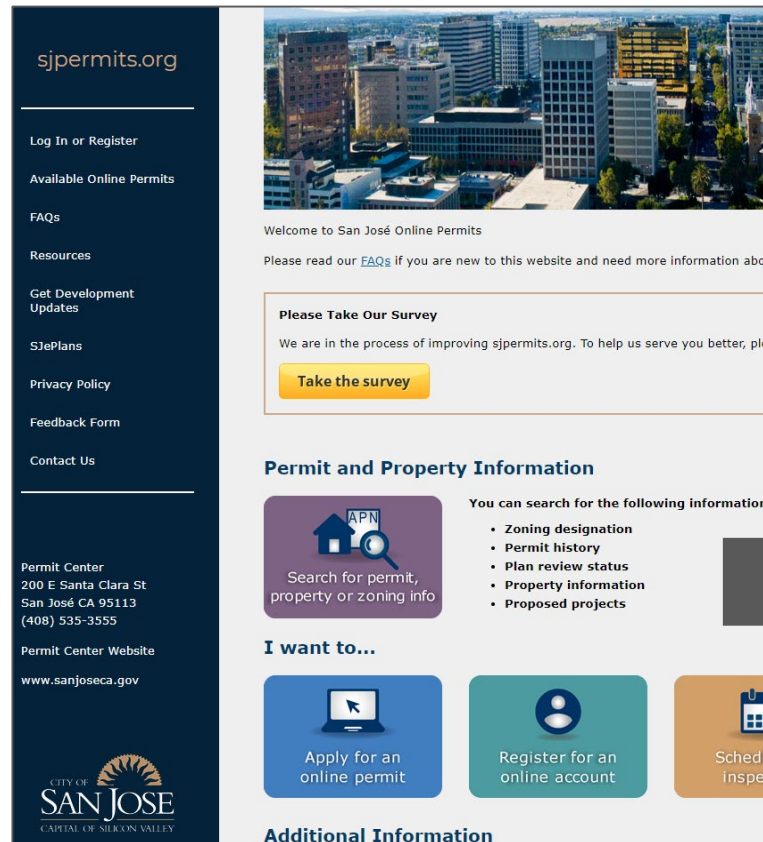 sjpermits.org
Log In or Register
Available Online Permits
FAQs
Resources
Get Development
Updates
SJePlans
Privacy Policy
Feedback Form
Contact Us
Permit Center
200 E Santa Clara St
San José CA 95113
(408) 535-3555
Permit Center Website
www.sanjoseca.gov
CITY OF
SAN JOSE
CAPITAL OF SILICON VALLEY
Welcome to San José Online Permits
Please read our FAQs if you are new to this website and need more information
Please Take Our Survey
We are in the process of improving sjpermits.org. To help us serve you better,
Take the survey
Permit and Property Information
APN
Search for permit,
property or zoning info
You can search for the following information
• Zoning designation
• Permit history
• Plan review status
• Property information
• Proposed projects
I want to...
Apply for an
online permit
Register for an
online account
Additional Information